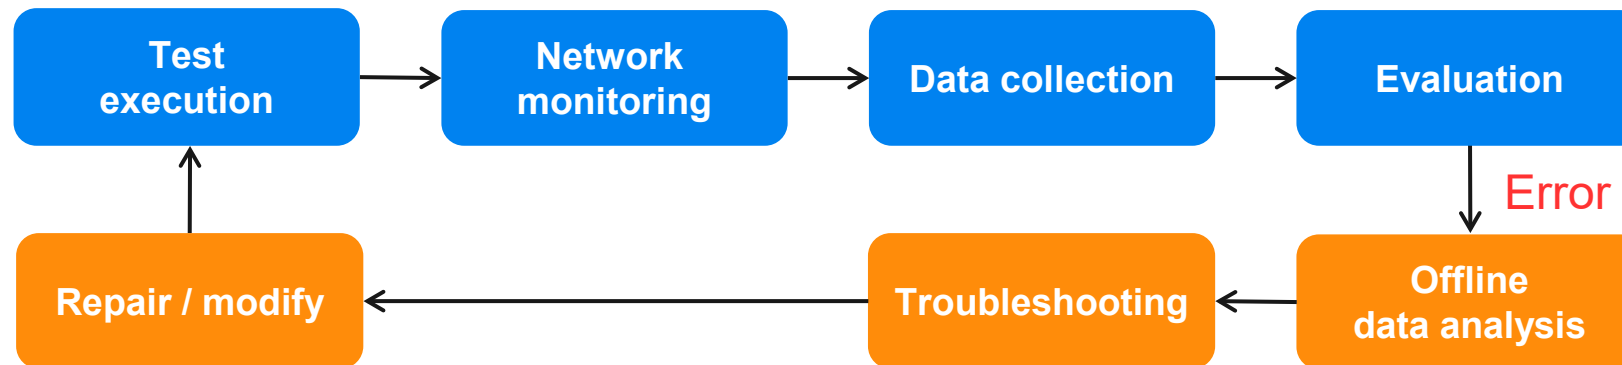 Test
execution
Network
monitoring
Data collection
Evaluation
Error
Repair / modify
Troubleshooting
Offline
data analysis